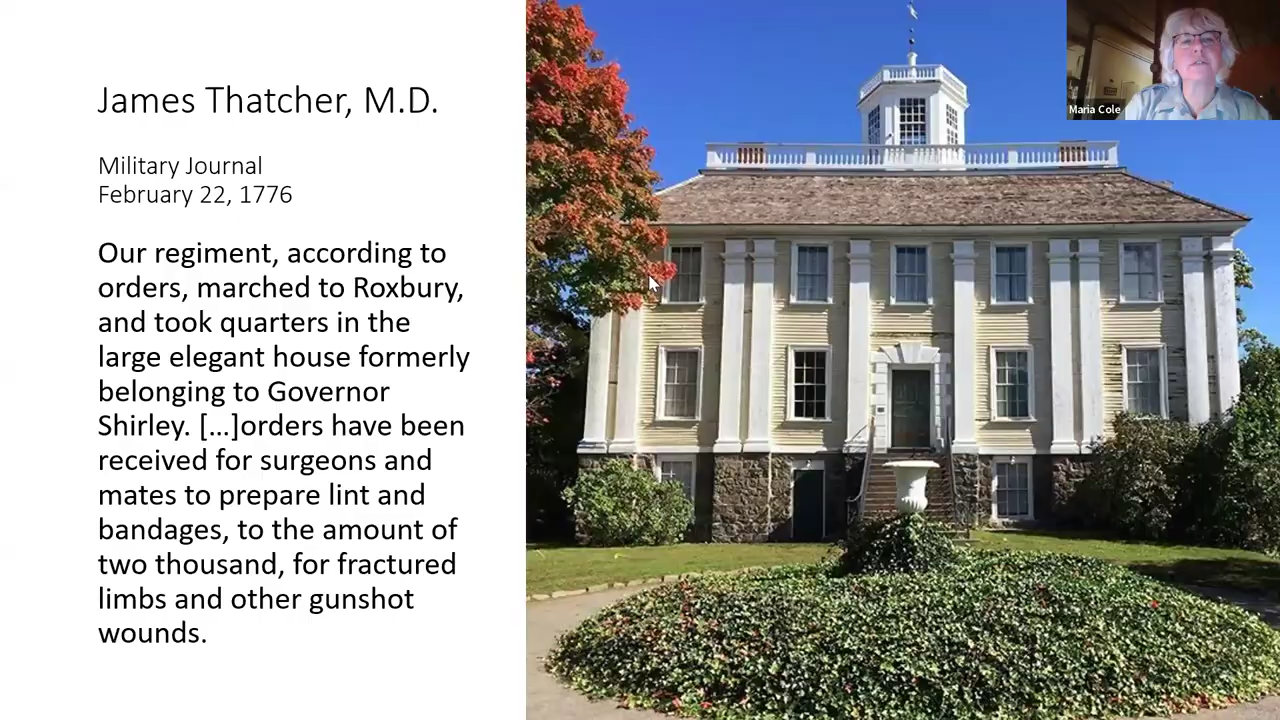 James Thatcher, M.D.
Military Journal
February 22, 1776
Our regiment, according to
orders, marched to Roxbury,
and took quarters in the
large elegant house formerly
belonging to Governor
Shirley. […]orders have been
received for surgeons and
mates to prepare lint and
bandages, to the amount of
two thousand, for fractured
limbs and other gunshot
wounds.
Maria Cole